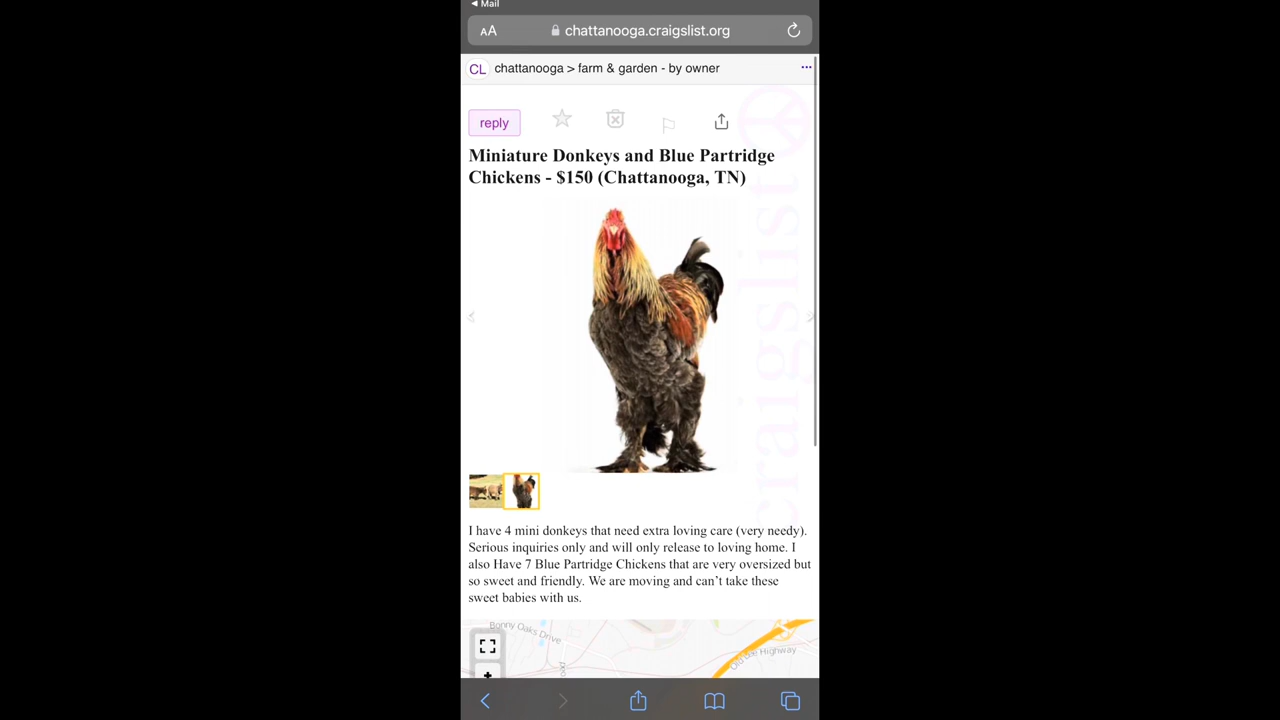 Mail
AA chattanooga.craigslist.org
CL chattanooga > farm & garden - by owner
reply
Miniature Donkeys and Blue Partridge
Chickens - $150 (Chattanooga, TN)
craigslist
I have 4 mini donkeys that need extra loving care (very needy).
Serious inquiries only and will only release to loving home. I
also Have 7 Blue Partridge Chickens that are very oversized but
so sweet and friendly. We are moving and can’t take these
sweet babies with us.
Bonny Oaks Drive
Highway